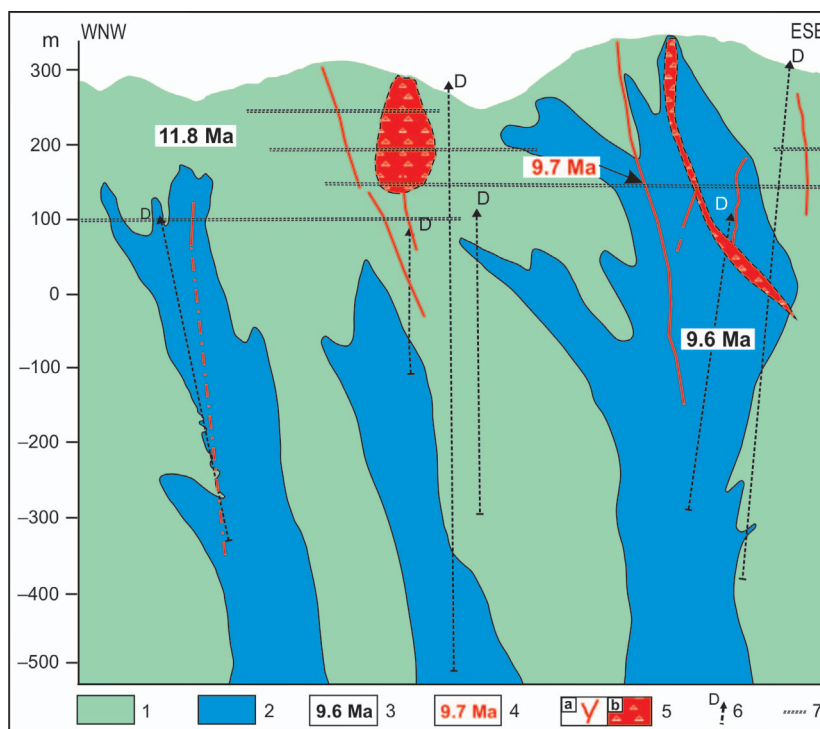 WNW
ESE
m
300
200
100
0
–100
–200
–300
–400
–500
11.8 Ma
9.7 Ma
9.6 Ma
D
D
D
D
D
D
1
2
9.6 Ma 3
9.7 Ma 4
a b 5
D 6
7